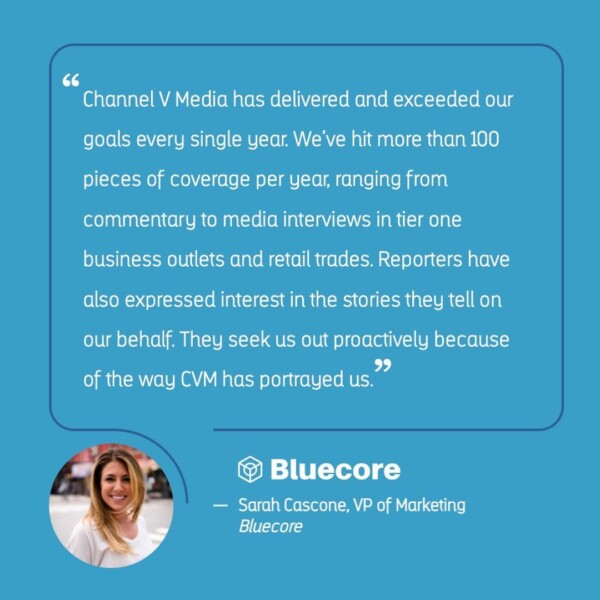 “
Channel V Media has delivered and exceeded our
goals every single year. We’ve hit more than 100
pieces of coverage per year, ranging from
commentary to media interviews in tier one
business outlets and retail trades. Reporters have
also expressed interest in the stories they tell on
our behalf. They seek us out proactively because
of the way CVM has portrayed us.”
Bluecore
— Sarah Cascone, VP of Marketing
Bluecore